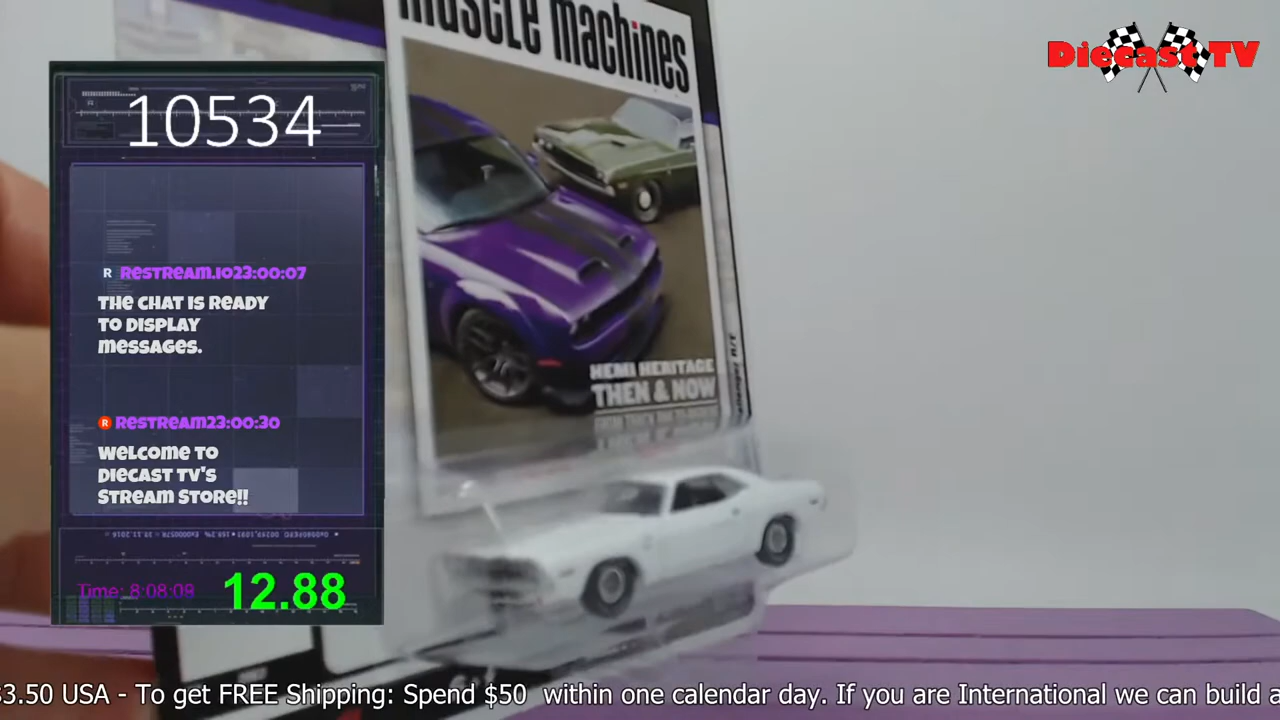 muscle machines
Diecast TV
10534
HEMI HERITAGE
THEN & NOW
Challenger R/T
R Restream.io23:00:07
THE CHAT IS READY
TO DISPLAY
MESSAGES.
R Restream23:00:30
WELCOME TO
DIECAST TV'S
STREAM STORE!!
Time: 8:08:09
12.88
$3.50 USA - To get FREE Shipping: Spend $50 within one calendar day. If you are International we can build a